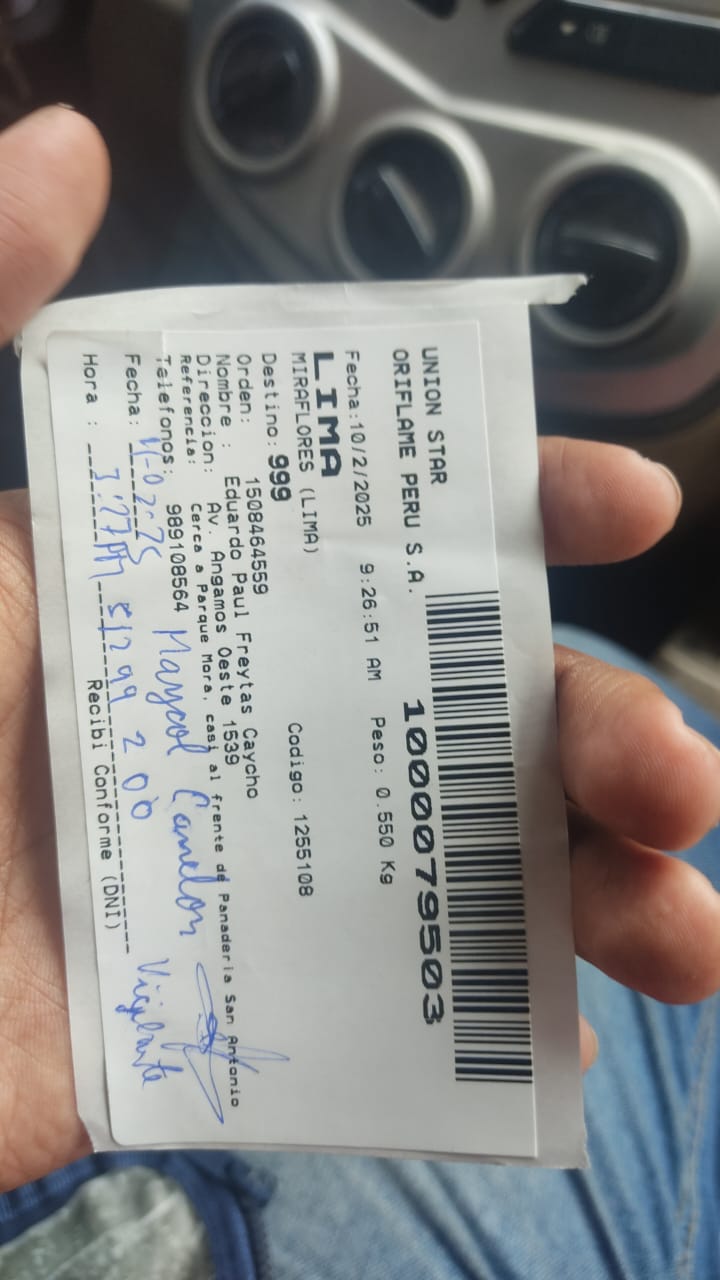 UNION STAR
ORIFLAME PERU S.A.
1000079503
Fecha:10/2/2025 9:26:51 AM Peso: 0.550 Kg
LIMA
MIRAFLORES (LIMA) Codigo: 1255108
Destino: 999
Orden: 1508464559
Nombre : Eduardo Paul Freytas Caycho
Direccion: Av. Angamos Oeste 1539
Referencia: Cerca a Parque Mora, casi al frente de Panaderia San Antonio
Telefonos: 989108564 Maycol Camelon
Fecha: 11-02-25
Hora : 3:27PM Vigilante
Recibi Conforme (DNI)